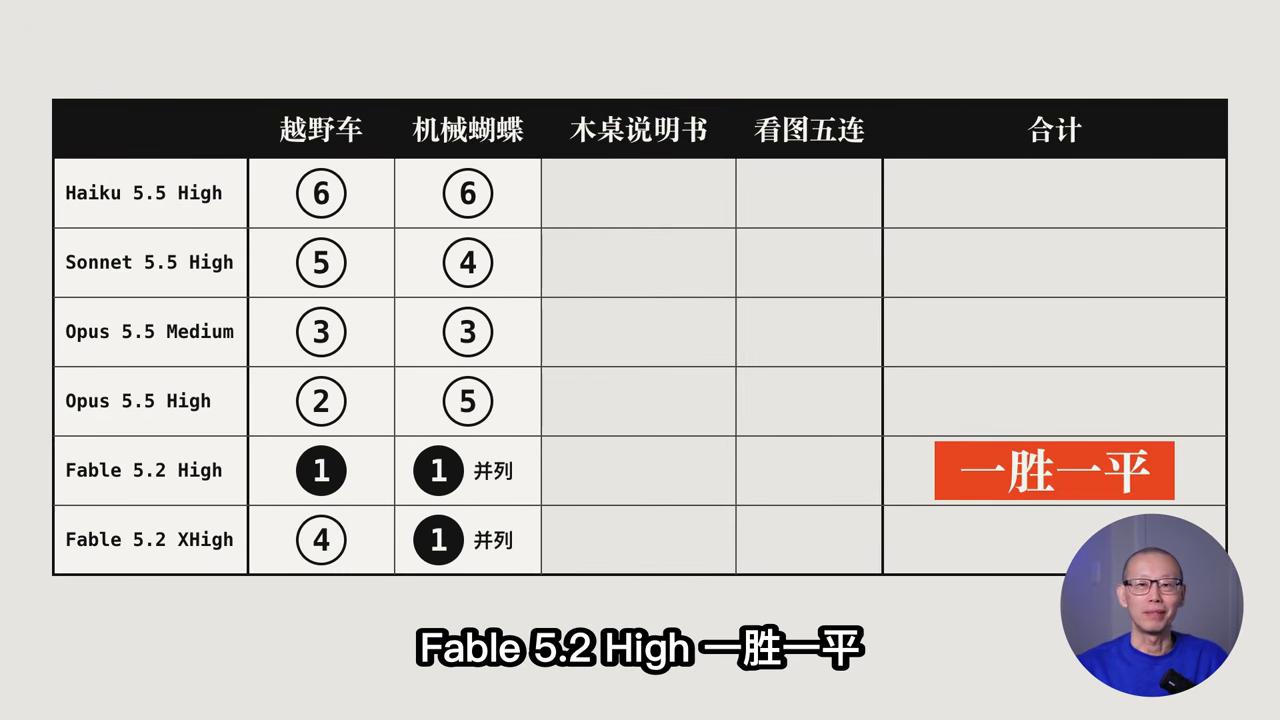 越野车 机械蝴蝶 木桌说明书 看图五连 合计
Haiku 5.5 High 6 6
Sonnet 5.5 High 5 4
Opus 5.5 Medium 3 3
Opus 5.5 High 2 5
Fable 5.2 High 1 1 并列 一胜一平
Fable 5.2 XHigh 4 1 并列
Fable 5.2 High 一胜一平